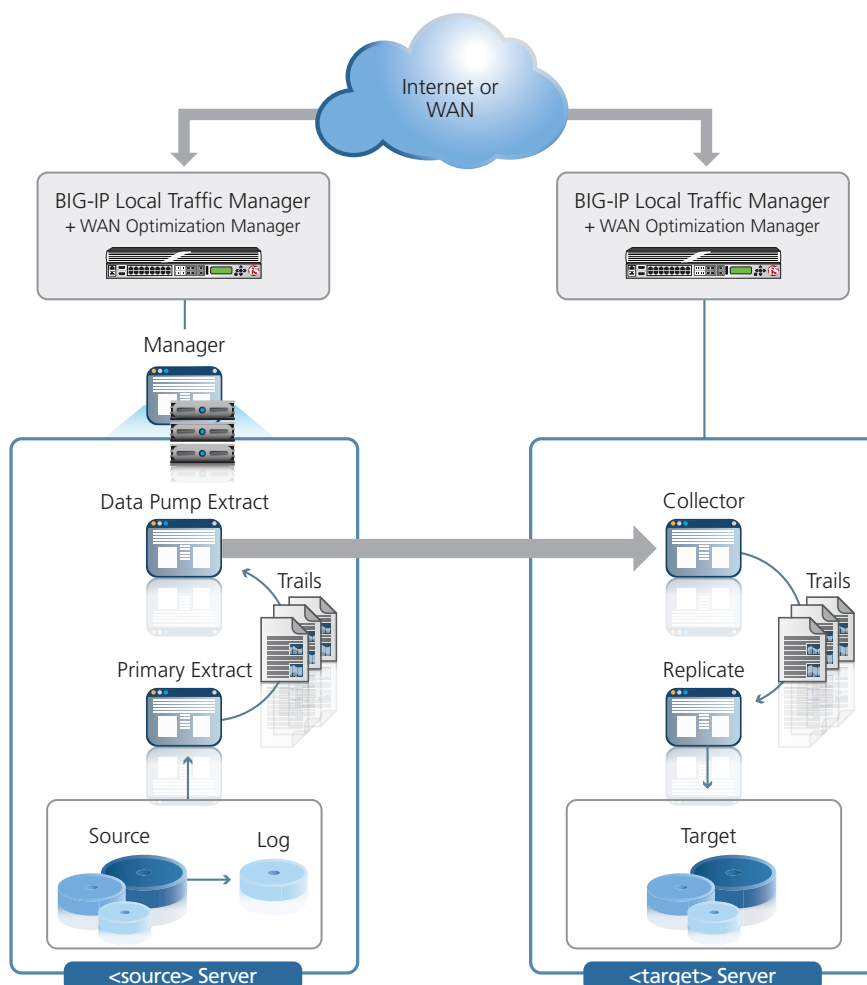 Internet or
WAN
BIG-IP Local Traffic Manager
+ WAN Optimization Manager
BIG-IP Local Traffic Manager
+ WAN Optimization Manager
Manager
Data Pump Extract
Collector
Trails
Trails
Primary Extract
Replicate
Source
Log
Target
<source> Server
<target> Server